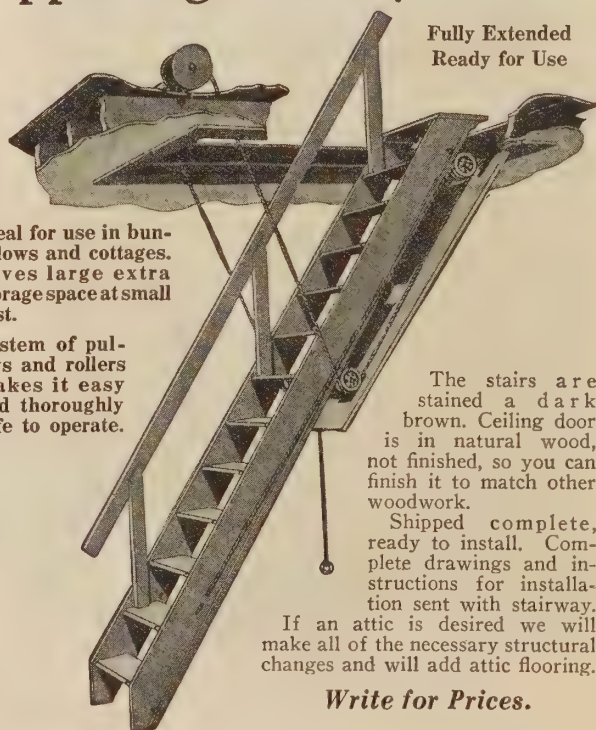 Fully Extended
Ready for Use
eal for use in bun-
lows and cottages.
ves large extra
orage space at small
st.
stem of pul-
ys and rollers
akes it easy
d thoroughly
fe to operate.
The stairs are
stained a dark
brown. Ceiling door
is in natural wood,
not finished, so you can
finish it to match other
woodwork.
Shipped complete,
ready to install. Com-
plete drawings and in-
structions for installa-
tion sent with stairway.
If an attic is desired we will
make all of the necessary structural
changes and will add attic flooring.
Write for Prices.